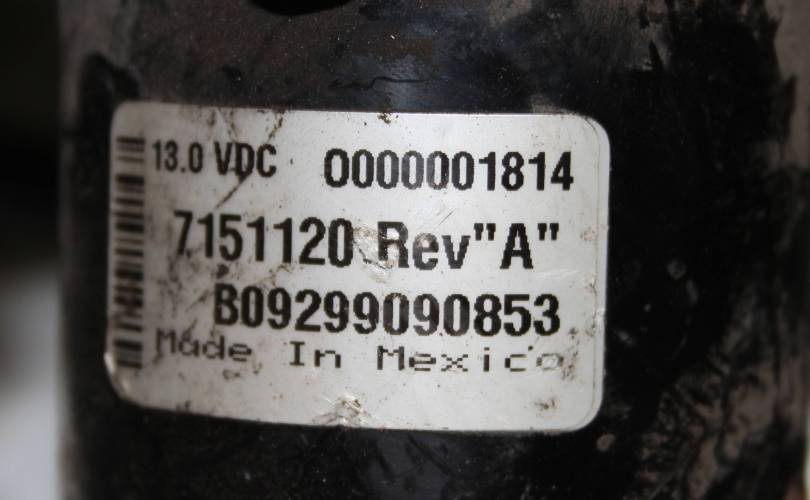 13.0 VDC 0000001814
7151120 Rev"A"
B09299090853
Made In Mexico